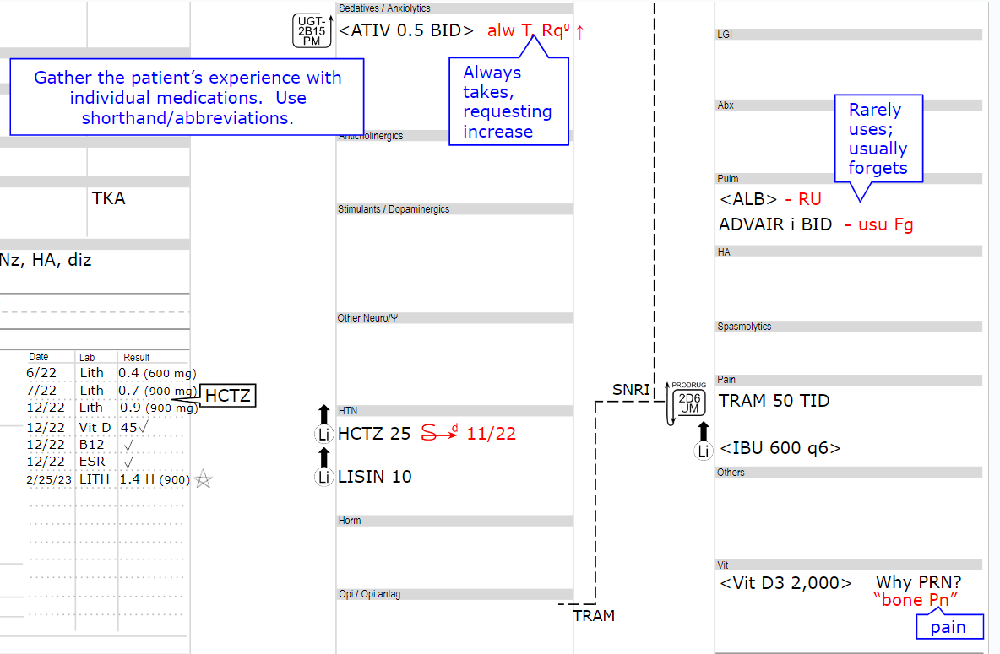 Gather the patient's experience with
individual medications.  Use
shorthand/abbreviations.
TKA
Nz, HA, diz
Date Lab Result
6/22 Lith 0.4 (600 mg)
7/22 Lith 0.7 (900 mg)
12/22 Lith 0.9 (900 mg)
12/22 Vit D 45✓
12/22 B12 ✓
12/22 ESR ✓
2/25/23 LITH 1.4 H (900) ☆
HCTZ
Sedatives / Anxiolytics
UGT-
2B15
PM
<ATIV 0.5 BID> alw T, Rqᵍ ↑
Always
takes,
requesting
increase
Anticholinergics
Stimulants / Dopaminergics
Other Neuro/Ψ
HTN
Li HCTZ 25 S→ᵈ 11/22
Li LISIN 10
Horm
Opi / Opi antag
TRAM
SNRI
LGI
Abx
Rarely
uses;
usually
forgets
Pulm
<ALB> - RU
ADVAIR i BID - usu Fg
HA
Spasmolytics
Pain
PRODRUG
2D6
UM
TRAM 50 TID
Li <IBU 600 q6>
Others
Vit
<Vit D3 2,000> Why PRN?
"bone Pn"
pain